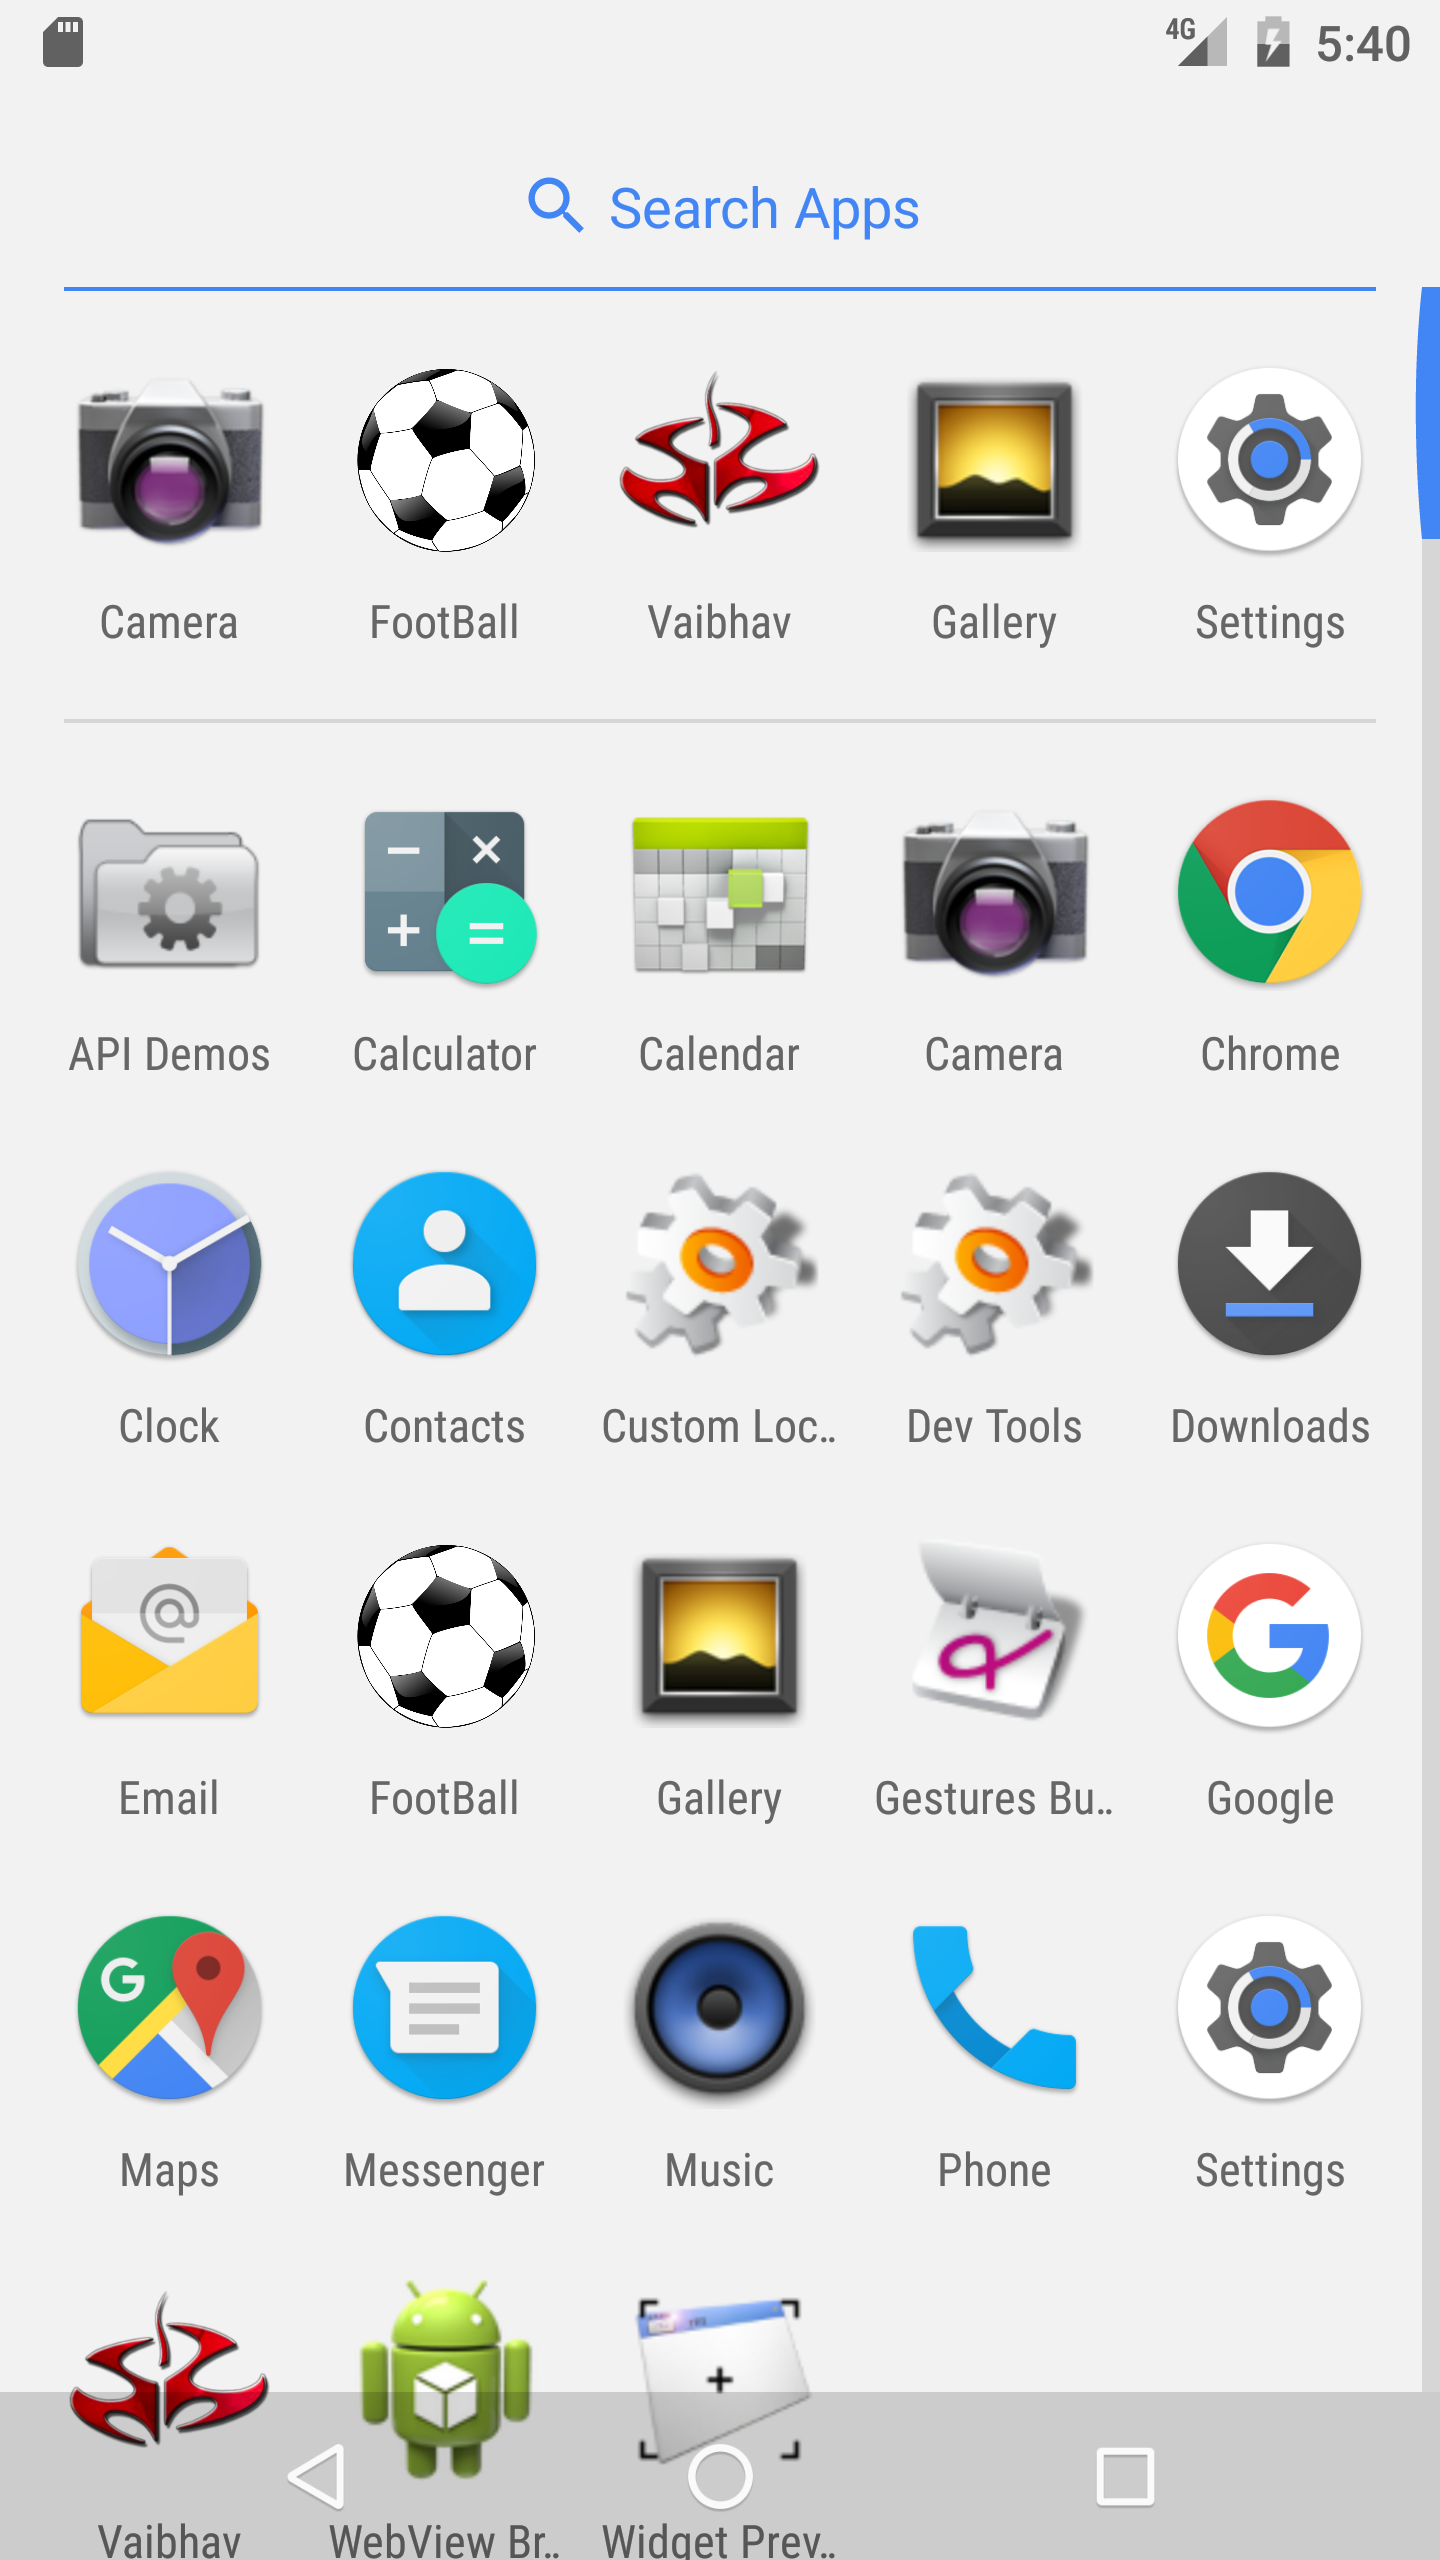 4G 5:40
Search Apps
Camera FootBall Vaibhav Gallery Settings
API Demos Calculator Calendar Camera Chrome
Clock Contacts Custom Loc.. Dev Tools Downloads
Email FootBall Gallery Gestures Bu.. Google
Maps Messenger Music Phone Settings
Vaibhav WebView Br.. Widget Prev..